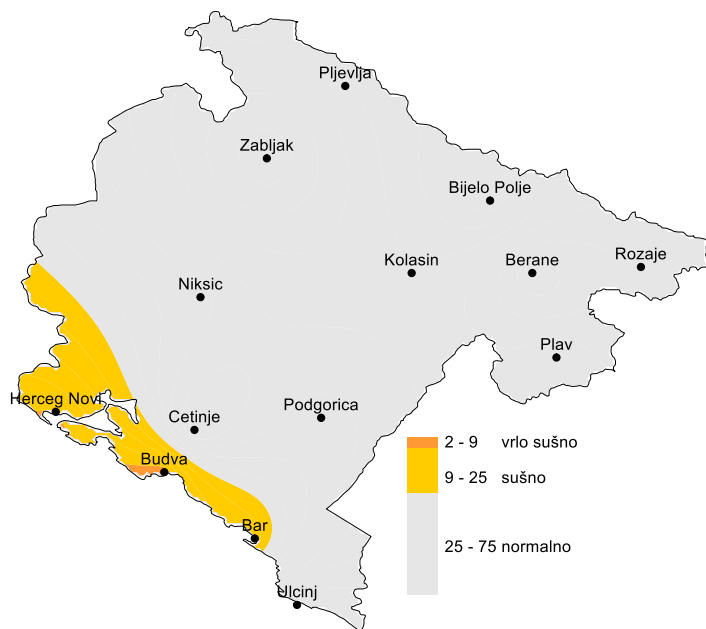 Pljevlja
Zabljak
Bijelo Polje
Kolasin
Berane
Rozaje
Niksic
Plav
Herceg Novi
Cetinje
Podgorica
Budva
Bar
Ulcinj
2 - 9 vrlo sušno
9 - 25 sušno
25 - 75 normalno